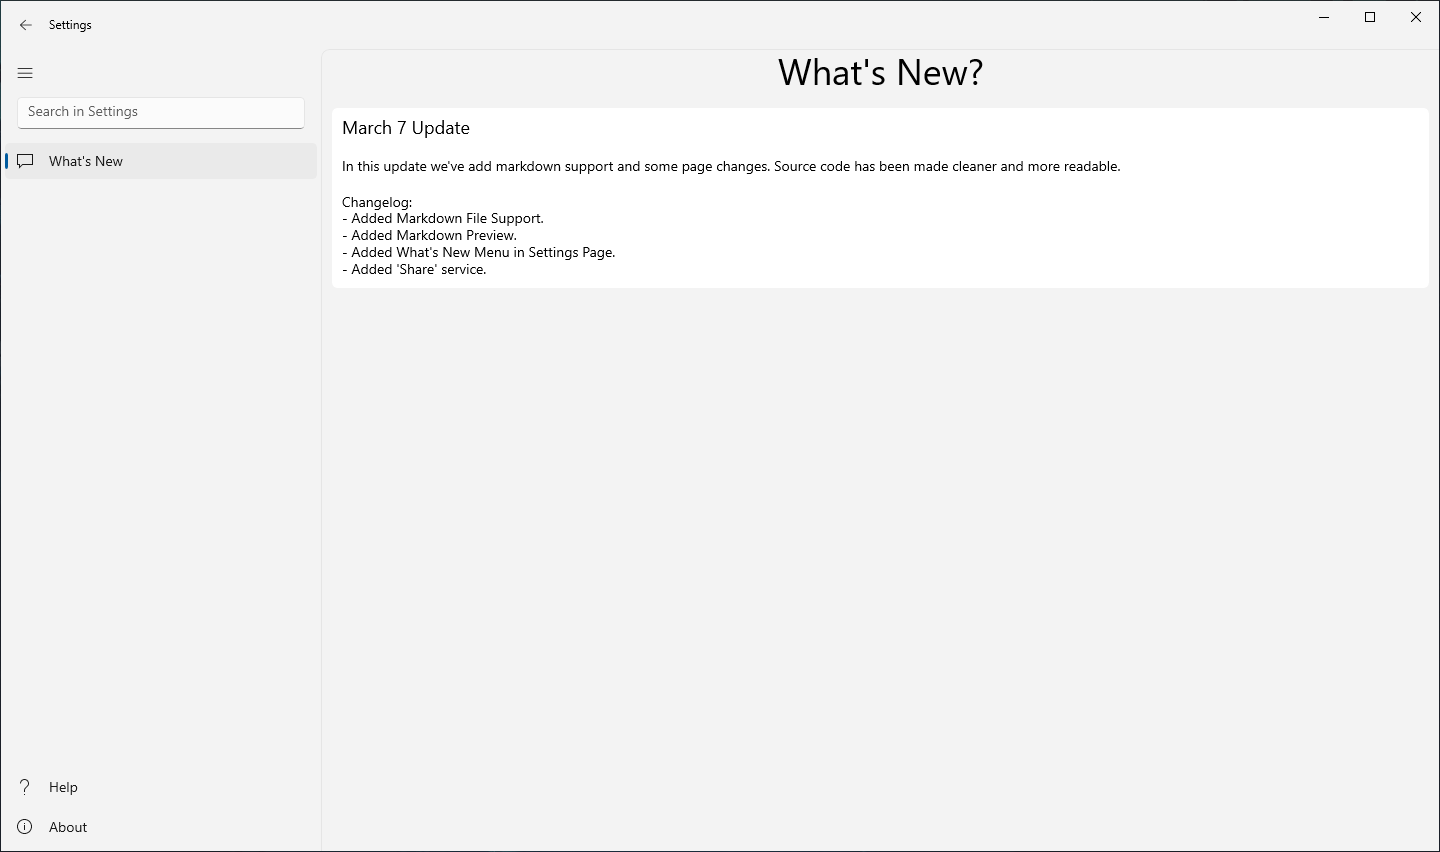 Settings
Search in Settings
What's New
Help
About
What's New?
March 7 Update
In this update we've add markdown support and some page changes. Source code has been made cleaner and more readable.
Changelog:
- Added Markdown File Support.
- Added Markdown Preview.
- Added What's New Menu in Settings Page.
- Added 'Share' service.